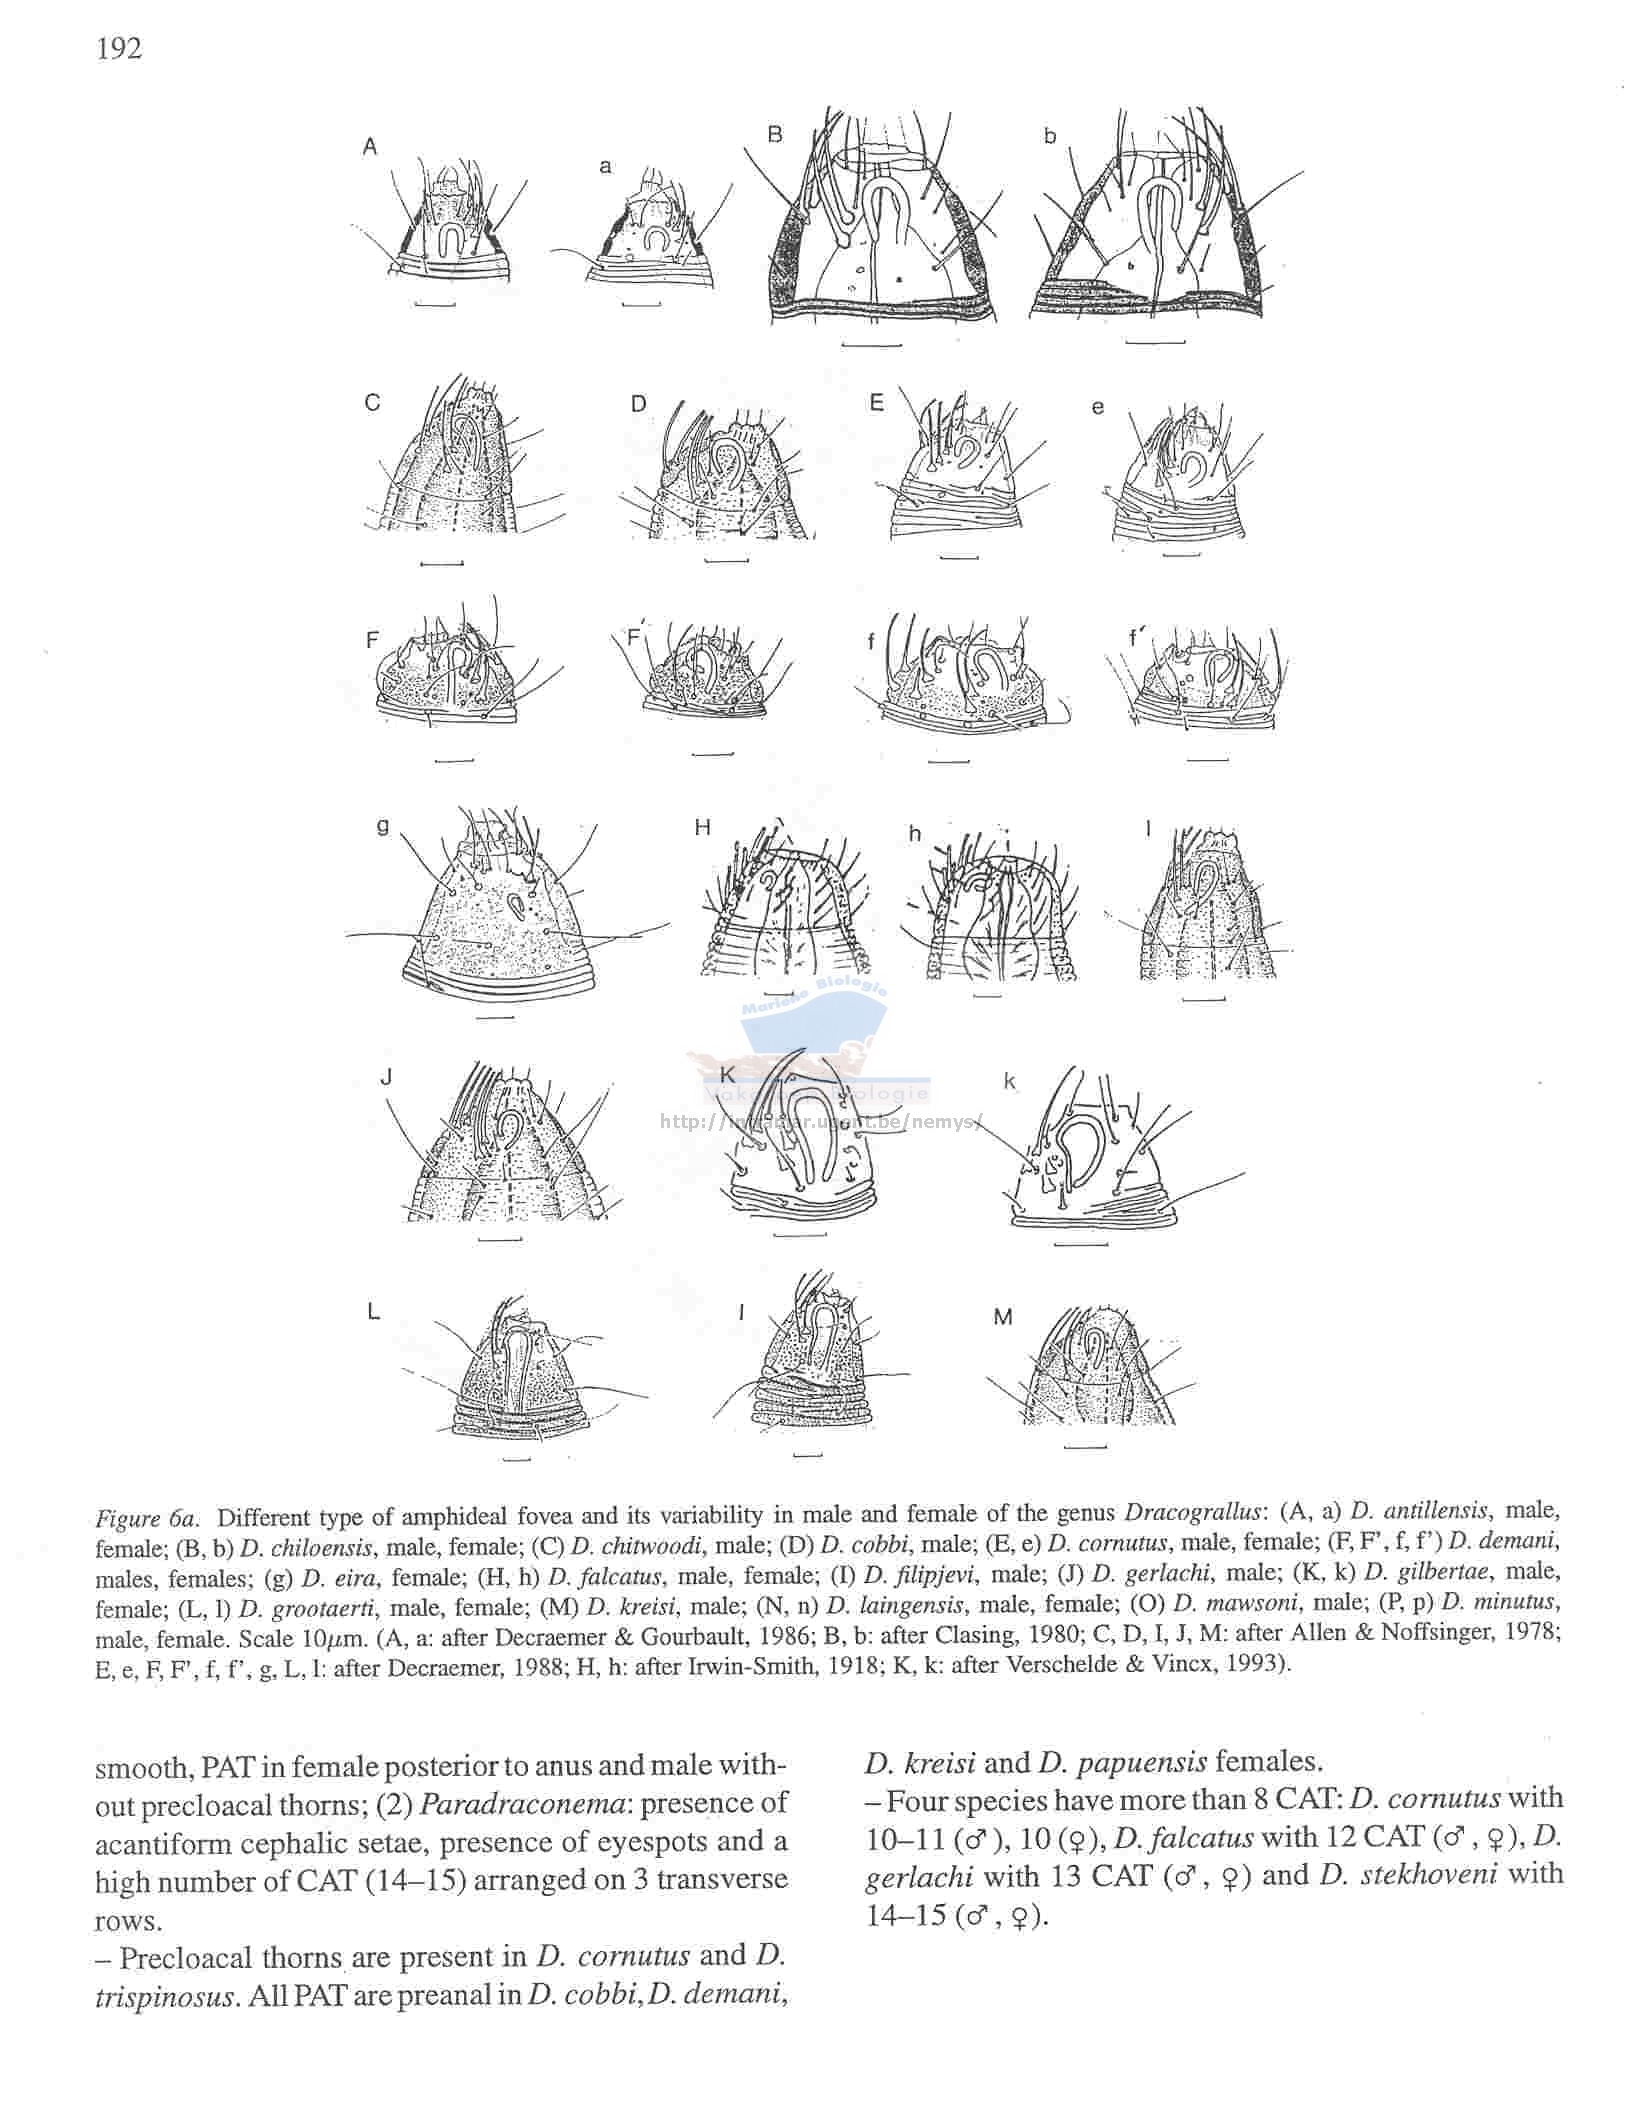 192
A
a
B
b
C
D
E
e
F
F'
f
f'
g
H
h
I
Mariene Biologie
J
K
k
Vakgroep Biologie
http://intramar.ugent.be/nemys/
L
l
M
Figure 6a. Different type of amphideal fovea and its variability in male and female of the genus Dracograllus: (A, a) D. antillensis, male,
female; (B, b) D. chiloensis, male, female; (C) D. chitwoodi, male; (D) D. cobbi, male; (E, e) D. cornutus, male, female; (F, F', f, f') D. demani,
males, females; (g) D. eira, female; (H, h) D. falcatus, male, female; (I) D. filipjevi, male; (J) D. gerlachi, male; (K, k) D. gilbertae, male,
female; (L, l) D. grootaerti, male, female; (M) D. kreisi, male; (N, n) D. laingensis, male, female; (O) D. mawsoni, male; (P, p) D. minutus,
male, female. Scale 10μm. (A, a: after Decraemer & Gourbault, 1986; B, b: after Clasing, 1980; C, D, I, J, M: after Allen & Noffsinger, 1978;
E, e, F, F', f, f', g, L, l: after Decraemer, 1988; H, h: after Irwin-Smith, 1918; K, k: after Verschelde & Vincx, 1993).
smooth, PAT in female posterior to anus and male with-
out precloacal thorns; (2) Paradraconema: presence of
acantiform cephalic setae, presence of eyespots and a
high number of CAT (14–15) arranged on 3 transverse
rows.
– Precloacal thorns are present in D. cornutus and D.
trispinosus. All PAT are preanal in D. cobbi, D. demani,
D. kreisi and D. papuensis females.
– Four species have more than 8 CAT: D. cornutus with
10–11 (♂), 10 (♀), D. falcatus with 12 CAT (♂, ♀), D.
gerlachi with 13 CAT (♂, ♀) and D. stekhoveni with
14–15 (♂, ♀).